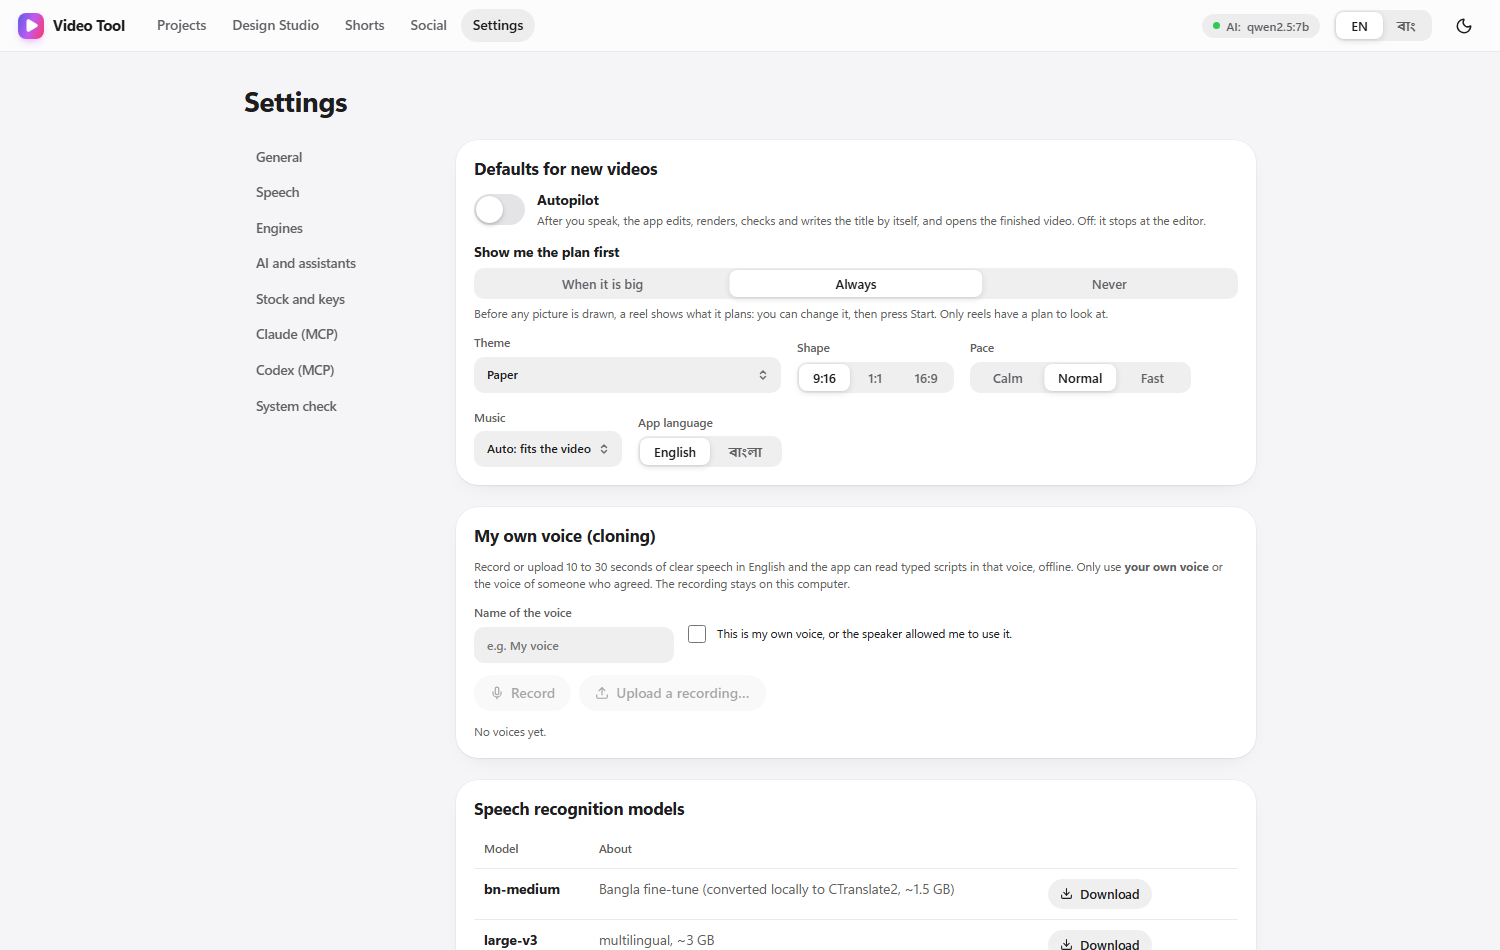 Video Tool Projects Design Studio Shorts Social Settings AI: qwen2.5:7b EN বাং
Settings
General
Speech
Engines
AI and assistants
Stock and keys
Claude (MCP)
Codex (MCP)
System check
Defaults for new videos
Autopilot
After you speak, the app edits, renders, checks and writes the title by itself, and opens the finished video. Off: it stops at the editor.
Show me the plan first
When it is big Always Never
Before any picture is drawn, a reel shows what it plans: you can change it, then press Start. Only reels have a plan to look at.
Theme Shape Pace
Paper 9:16 1:1 16:9 Calm Normal Fast
Music App language
Auto: fits the video English বাংলা
My own voice (cloning)
Record or upload 10 to 30 seconds of clear speech in English and the app can read typed scripts in that voice, offline. Only use your own voice or
the voice of someone who agreed. The recording stays on this computer.
Name of the voice
e.g. My voice This is my own voice, or the speaker allowed me to use it.
Record Upload a recording...
No voices yet.
Speech recognition models
Model About
bn-medium Bangla fine-tune (converted locally to CTranslate2, ~1.5 GB) Download
large-v3 multilingual, ~3 GB Download